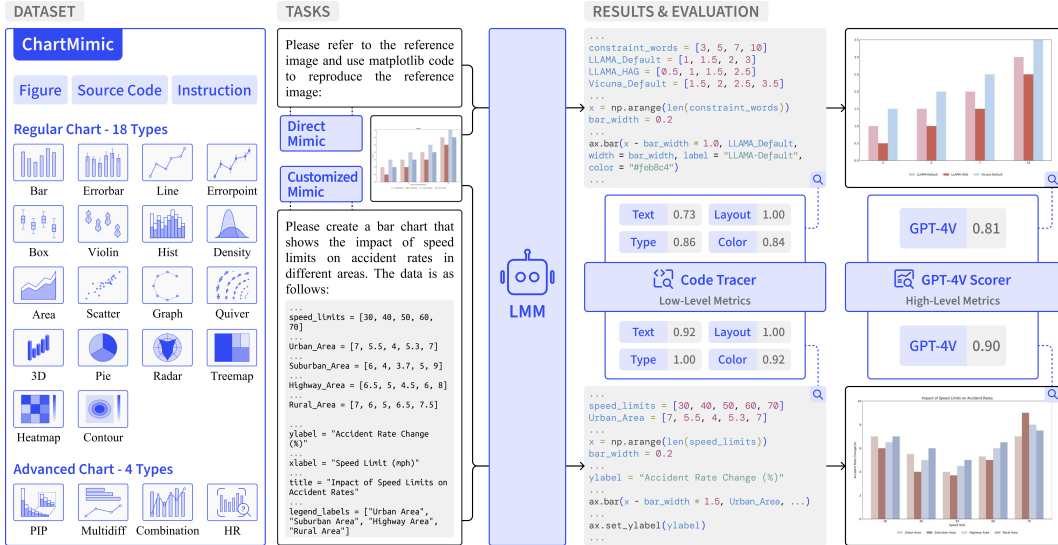 DATASET
ChartMimic
Figure
Source Code
Instruction
Regular Chart - 18 Types
Bar
Errorbar
Line
Errorpoint
Box
Violin
Hist
Density
Area
Scatter
Graph
Quiver
3D
Pie
Radar
Treemap
Heatmap
Contour
Advanced Chart - 4 Types
PIP
Multidiff
Combination
HR
TASKS
Please refer to the reference
image and use matplotlib code
to reproduce the reference
image:
Direct
Mimic
Customized
Mimic
Please create a bar chart that
shows the impact of speed
limits on accident rates in
different areas. The data is as
follows:
...
speed_limits = [30, 40, 50, 60,
70]
...
Urban_Area = [7, 5.5, 4, 5.3, 7]
...
Suburban_Area = [6, 4, 3.7, 5, 9]
...
Highway_Area = [6.5, 5, 4.5, 6, 8]
...
Rural_Area = [7, 6, 5, 6.5, 7.5]
...
ylabel = "Accident Rate Change
(%)"
...
xlabel = "Speed Limit (mph)"
...
title = "Impact of Speed Limits on
Accident Rates"
...
legend_labels = ["Urban Area",
"Suburban Area", "Highway Area",
"Rural Area"]
LMM
RESULTS & EVALUATION
...
constraint_words = [3, 5, 7, 10]
LLAMA_Default = [1, 1.5, 2, 3]
LLAMA_HAG = [0.5, 1, 1.5, 2.5]
Vicuna_Default = [1.5, 2, 2.5, 3.5]
...
x = np.arange(len(constraint_words))
bar_width = 0.2
...
ax.bar(x - bar_width * 1.0, LLAMA_Default,
width = bar_width, label = "LLAMA-Default",
color = "#feb8c4")
...
LLAMA-Default
LLAMA-HAG
Vicuna-Default
Text 0.73
Layout 1.00
Type 0.86
Color 0.84
GPT-4V 0.81
Code Tracer
Low-Level Metrics
GPT-4V Scorer
High-Level Metrics
Text 0.92
Layout 1.00
Type 1.00
Color 0.92
GPT-4V 0.90
...
speed_limits = [30, 40, 50, 60, 70]
Urban_Area = [7, 5.5, 4, 5.3, 7]
...
x = np.arange(len(speed_limits))
bar_width = 0.2
...
ylabel = "Accident Rate Change (%)"
...
ax.bar(x - bar_width * 1.5, Urban_Area, ...)
...
ax.set_ylabel(ylabel)
...
Impact of Speed Limits on Accident Rates
Urban Area
Suburban Area
Highway Area
Rural Area